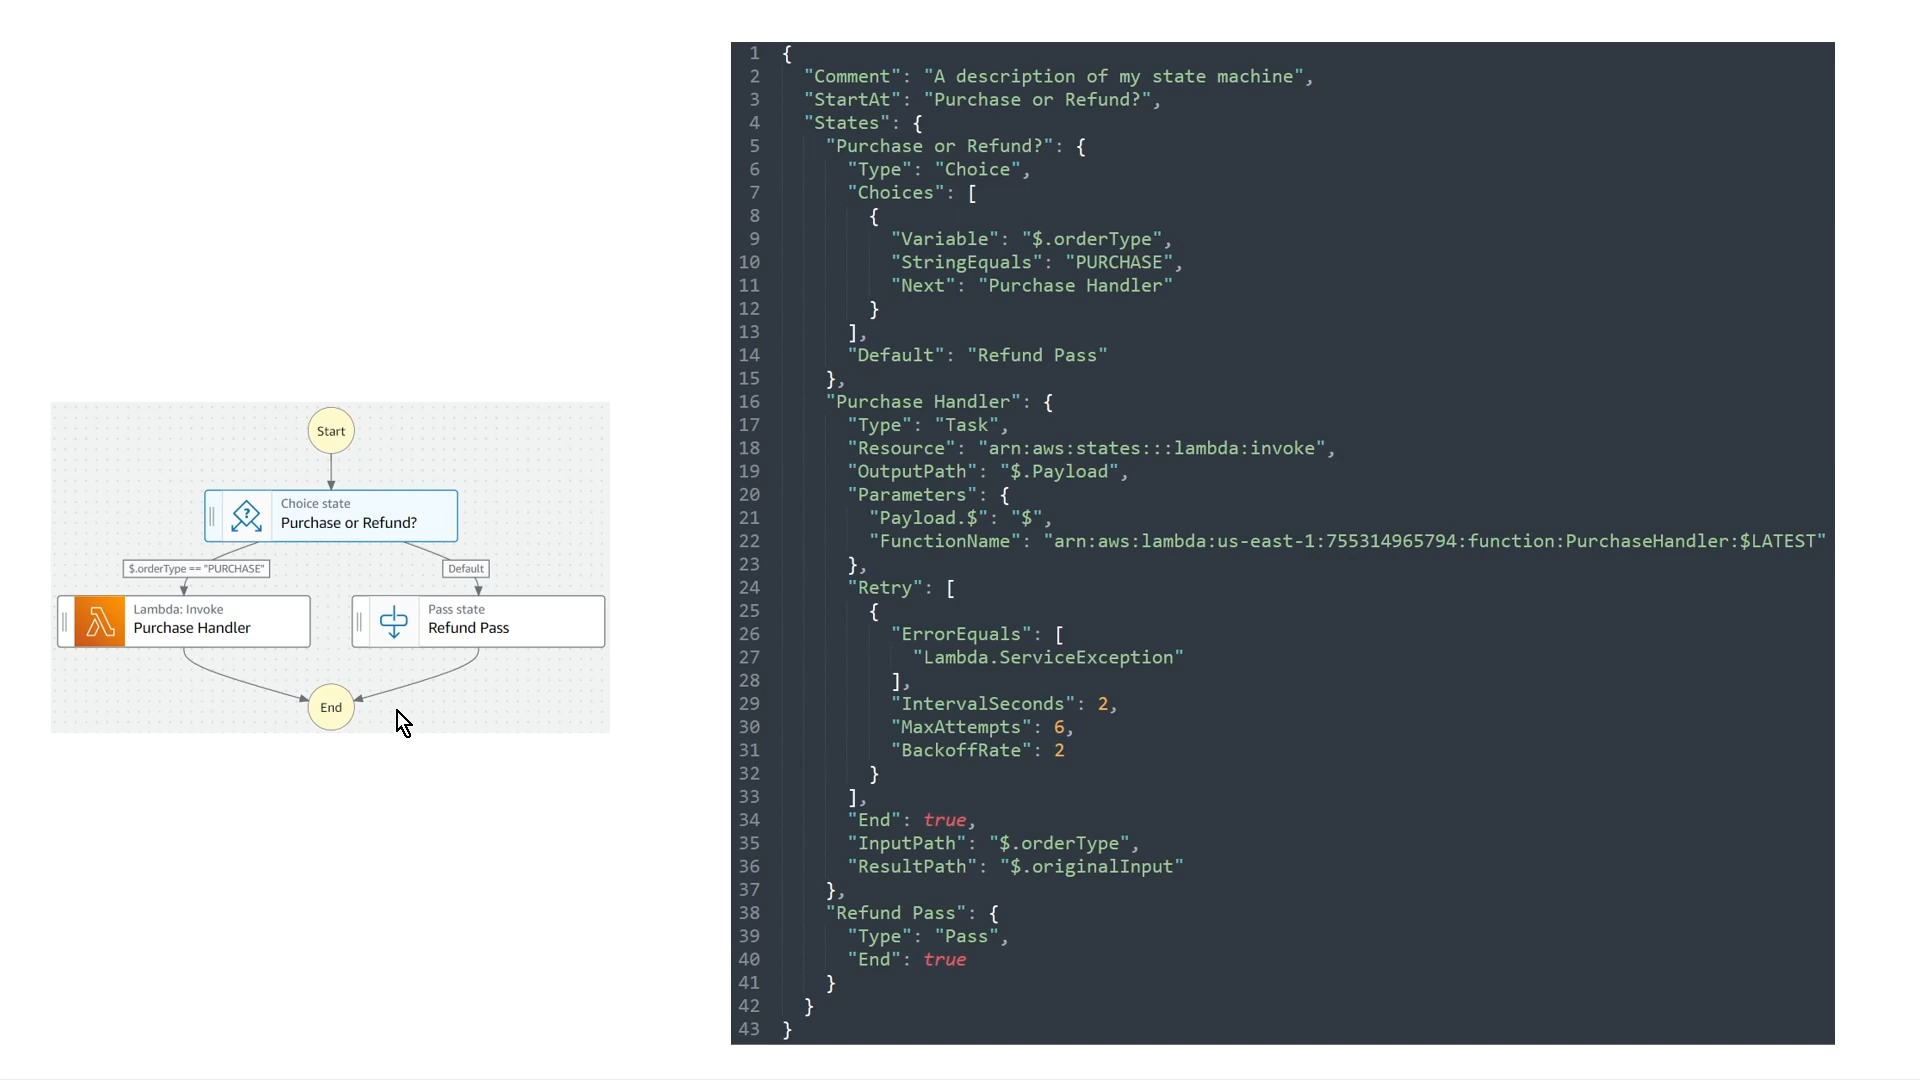 Start
Choice state
Purchase or Refund?
$.orderType == "PURCHASE"
Default
Lambda: Invoke
Purchase Handler
Pass state
Refund Pass
End
1 {
2 "Comment": "A description of my state machine",
3 "StartAt": "Purchase or Refund?",
4 "States": {
5 "Purchase or Refund?": {
6 "Type": "Choice",
7 "Choices": [
8 {
9 "Variable": "$.orderType",
10 "StringEquals": "PURCHASE",
11 "Next": "Purchase Handler"
12 }
13 ],
14 "Default": "Refund Pass"
15 },
16 "Purchase Handler": {
17 "Type": "Task",
18 "Resource": "arn:aws:states:::lambda:invoke",
19 "OutputPath": "$.Payload",
20 "Parameters": {
21 "Payload.$": "$",
22 "FunctionName": "arn:aws:lambda:us-east-1:755314965794:function:PurchaseHandler:$LATEST"
23 },
24 "Retry": [
25 {
26 "ErrorEquals": [
27 "Lambda.ServiceException"
28 ],
29 "IntervalSeconds": 2,
30 "MaxAttempts": 6,
31 "BackoffRate": 2
32 }
33 ],
34 "End": true,
35 "InputPath": "$.orderType",
36 "ResultPath": "$.originalInput"
37 },
38 "Refund Pass": {
39 "Type": "Pass",
40 "End": true
41 }
42 }
43 }